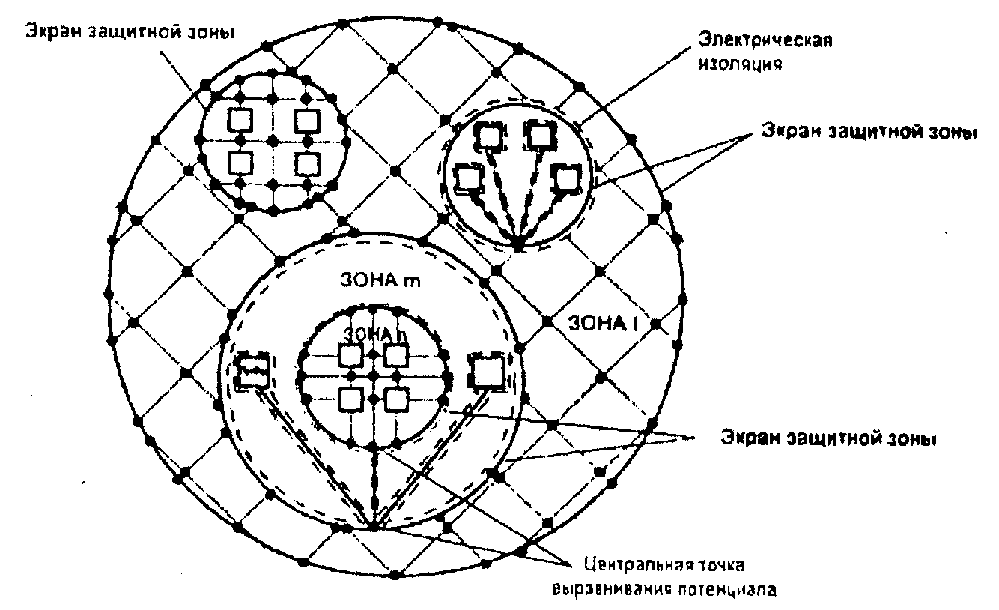 Экран защитной зоны
Электрическая
изоляция
Экран защитной зоны
ЗОНА m
ЗОНА l
ЗОНА n
Экран защитной зоны
Центральная точка
выравнивания потенциала